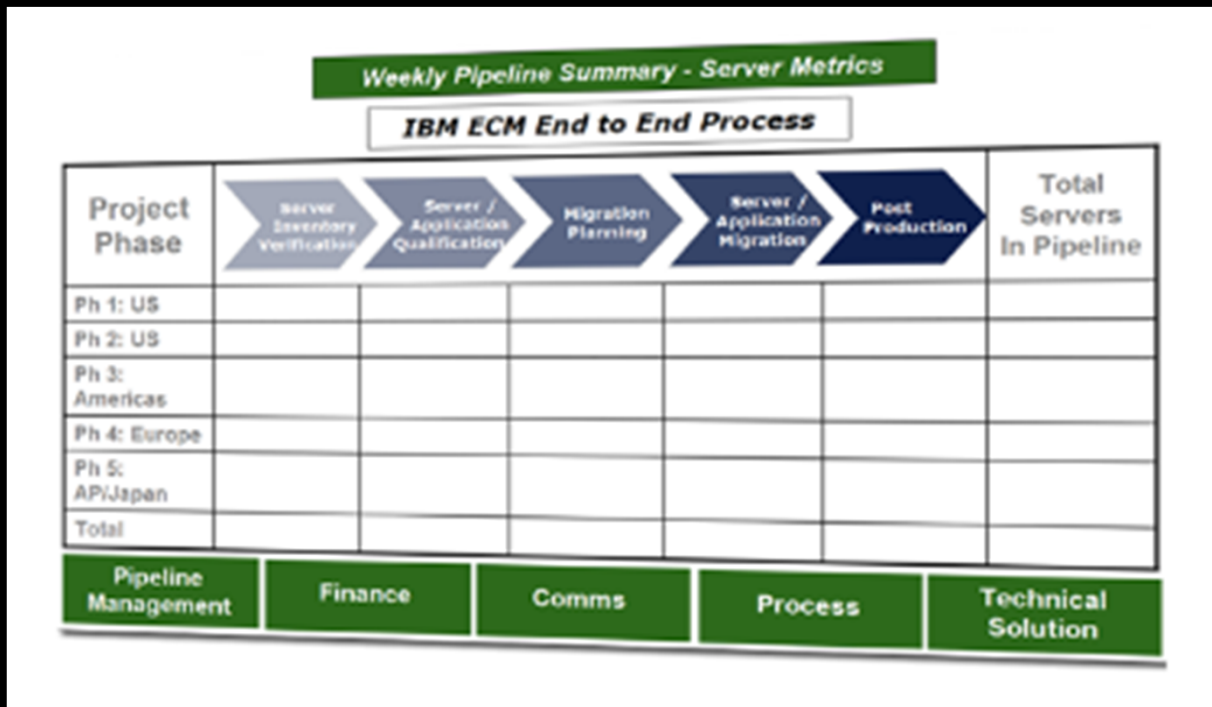 Weekly Pipeline Summary - Server Metrics
IBM ECM End to End Process
Project
Phase
Server
Inventory
Verification
Server /
Application
Qualification
Migration
Planning
Server /
Application
Migration
Post
Production
Total
Servers
In Pipeline
Ph 1: US
Ph 2: US
Ph 3:
Americas
Ph 4: Europe
Ph 5:
AP/Japan
Total
Pipeline
Management
Finance
Comms
Process
Technical
Solution